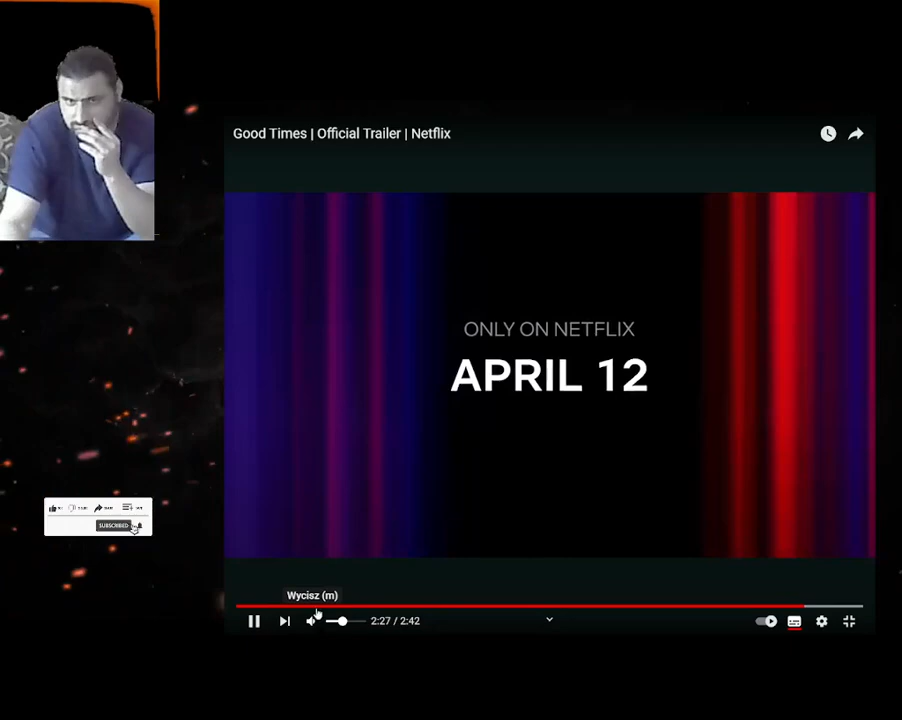 Good Times | Official Trailer | Netflix
ONLY ON NETFLIX
APRIL 12
SUBSCRIBED
Wycisz (m)
2:27 / 2:42